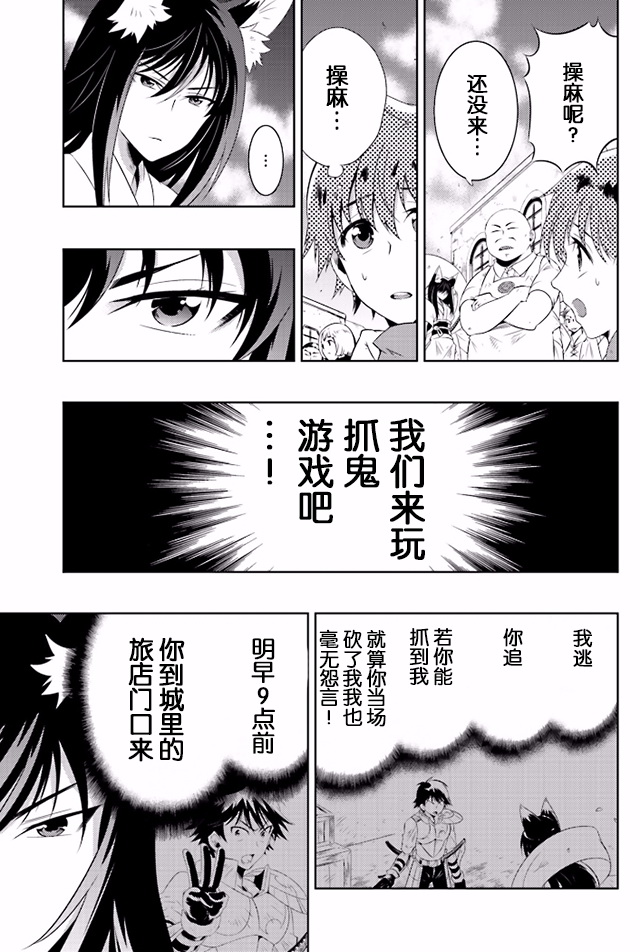 操麻呢？
还没来…
操麻…
…
我们来玩
抓鬼
游戏吧
…！
我逃
你追
若你能
抓到我
就算你当场
砍了我我也
毫无怨言！
明早9点前
你到城里的
旅店门口来